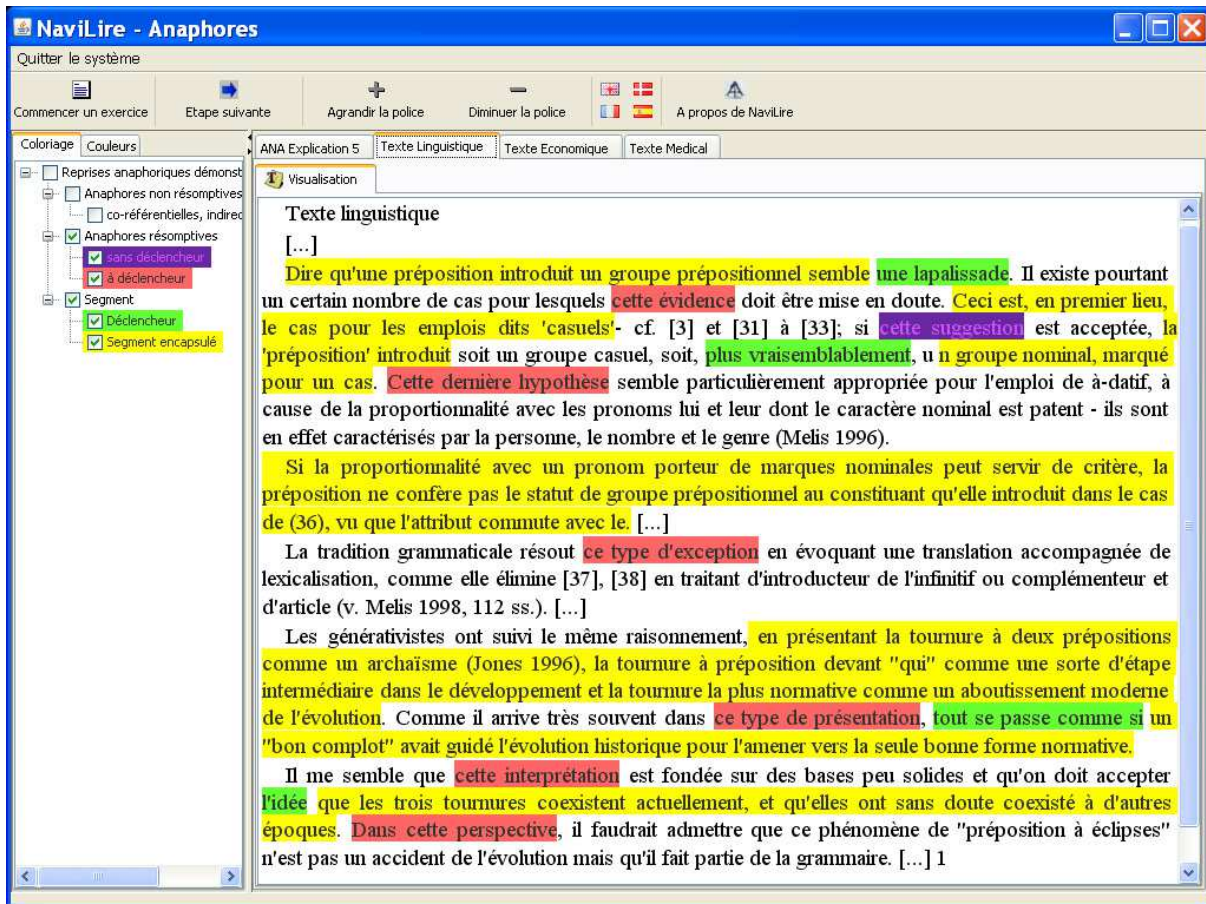 NaviLire - Anaphores
Quitter le système
Commencer un exercice
Etape suivante
Agrandir la police
Diminuer la police
A propos de NaviLire
Coloriage
Couleurs
Reprises anaphoriques démonst
Anaphores non résomptives
co-référentielles, indirec
Anaphores résomptives
sans déclencheur
à déclencheur
Segment
Déclencheur
Segment encapsulé
ANA Explication 5
Texte Linguistique
Texte Economique
Texte Medical
Visualisation
Texte linguistique
[...]
Dire qu'une préposition introduit un groupe prépositionnel semble une lapalissade. Il existe pourtant
un certain nombre de cas pour lesquels cette évidence doit être mise en doute. Ceci est, en premier lieu,
le cas pour les emplois dits 'casuels'- cf. [3] et [31] à [33]; si cette suggestion est acceptée, la
'préposition' introduit soit un groupe casuel, soit, plus vraisemblablement, u n groupe nominal, marqué
pour un cas. Cette dernière hypothèse semble particulièrement appropriée pour l'emploi de à-datif, à
cause de la proportionnalité avec les pronoms lui et leur dont le caractère nominal est patent - ils sont
en effet caractérisés par la personne, le nombre et le genre (Melis 1996).
Si la proportionnalité avec un pronom porteur de marques nominales peut servir de critère, la
préposition ne confère pas le statut de groupe prépositionnel au constituant qu'elle introduit dans le cas
de (36), vu que l'attribut commute avec le. [...]
La tradition grammaticale résout ce type d'exception en évoquant une translation accompagnée de
lexicalisation, comme elle élimine [37], [38] en traitant d'introducteur de l'infinitif ou complémenteur et
d'article (v. Melis 1998, 112 ss.). [...]
Les générativistes ont suivi le même raisonnement, en présentant la tournure à deux prépositions
comme un archaïsme (Jones 1996), la tournure à préposition devant "qui" comme une sorte d'étape
intermédiaire dans le développement et la tournure la plus normative comme un aboutissement moderne
de l'évolution. Comme il arrive très souvent dans ce type de présentation, tout se passe comme si un
"bon complot" avait guidé l'évolution historique pour l'amener vers la seule bonne forme normative.
Il me semble que cette interprétation est fondée sur des bases peu solides et qu'on doit accepter
l'idée que les trois tournures coexistent actuellement, et qu'elles ont sans doute coexisté à d'autres
époques. Dans cette perspective, il faudrait admettre que ce phénomène de "préposition à éclipses"
n'est pas un accident de l'évolution mais qu'il fait partie de la grammaire. [...] 1